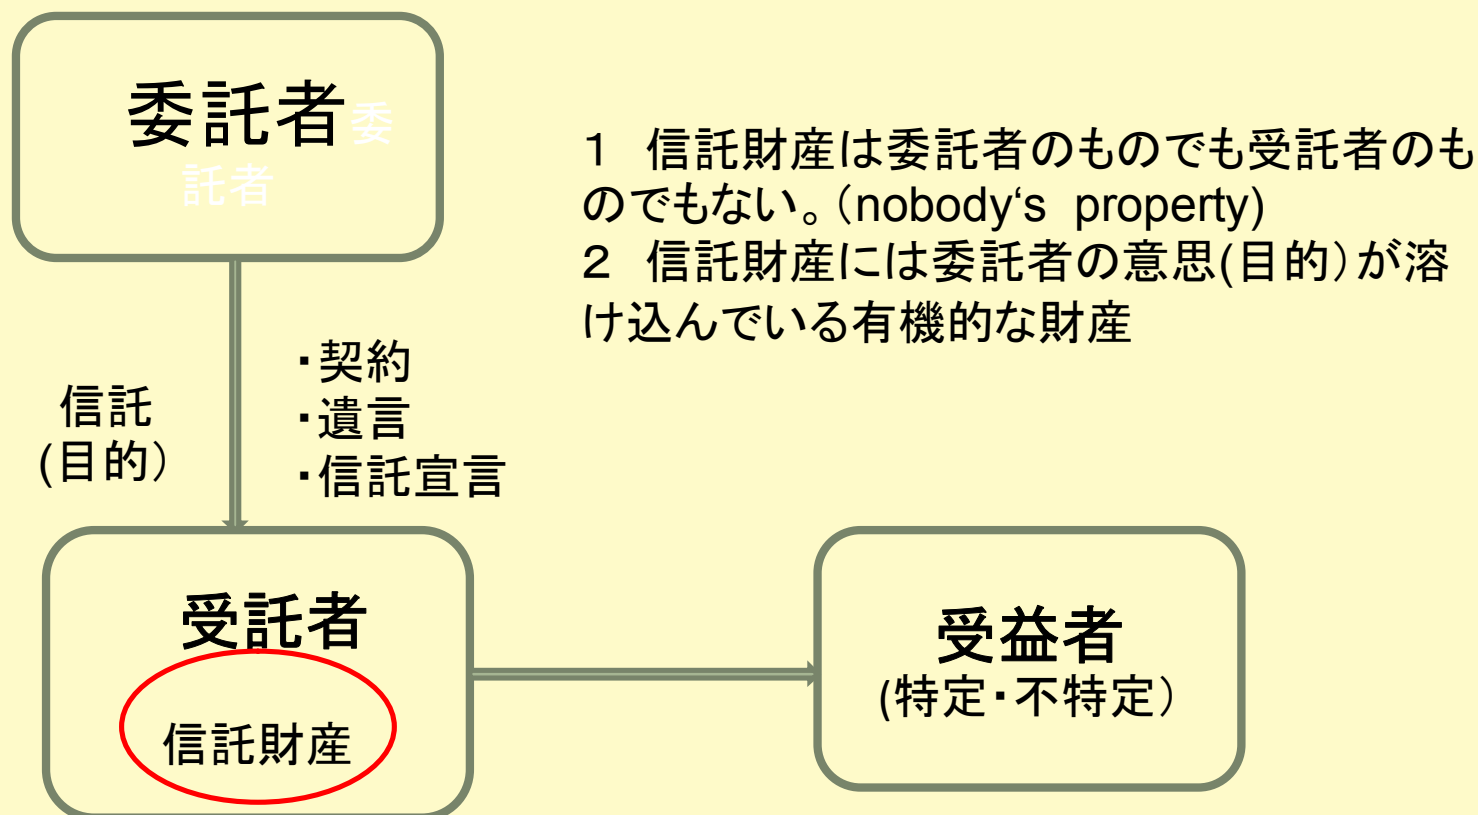 委託者委
託者
1　信託財産は委託者のものでも受託者のも
のでもない。（nobody‘s property)
2　信託財産には委託者の意思(目的）が溶
け込んでいる有機的な財産
信託
(目的）
・契約
・遺言
・信託宣言
受託者
信託財産
受益者
(特定・不特定）